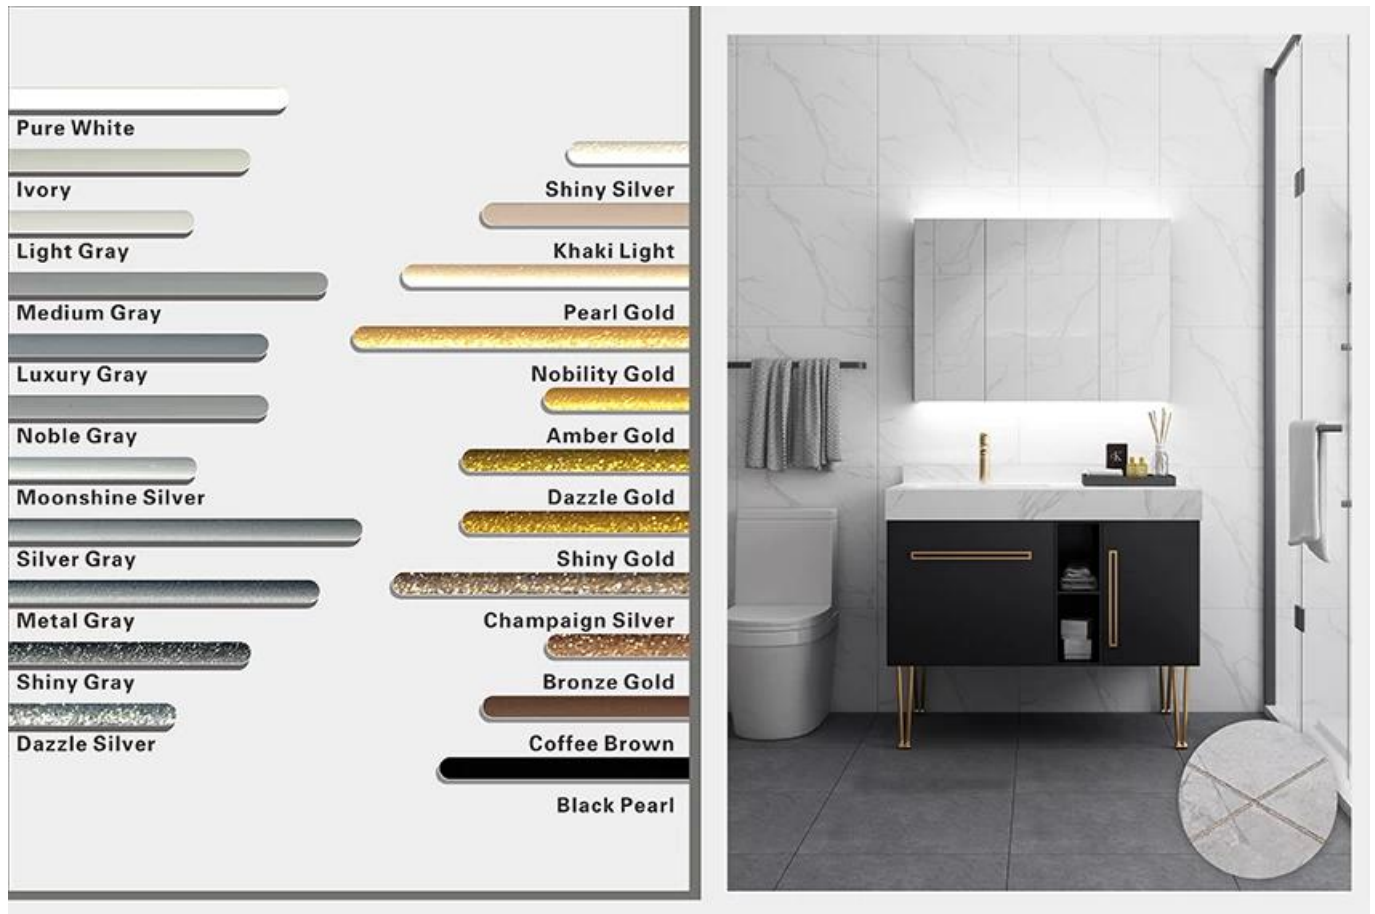 Pure White
Ivory
Light Gray
Medium Gray
Luxury Gray
Noble Gray
Moonshine Silver
Silver Gray
Metal Gray
Shiny Gray
Dazzle Silver
Shiny Silver
Khaki Light
Pearl Gold
Nobility Gold
Amber Gold
Dazzle Gold
Shiny Gold
Champaign Silver
Bronze Gold
Coffee Brown
Black Pearl